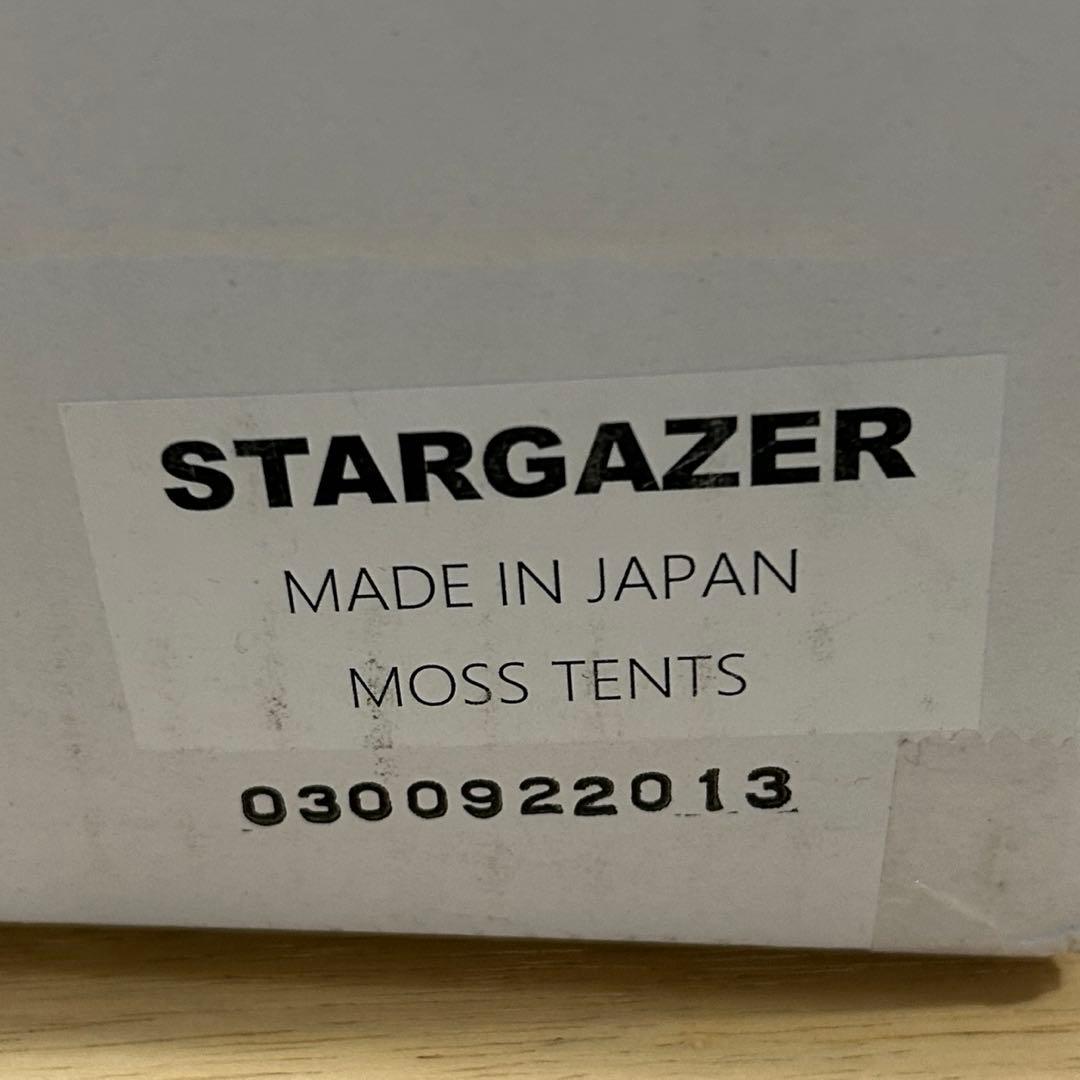 STARGAZER
MADE IN JAPAN
MOSS TENTS
0300922013